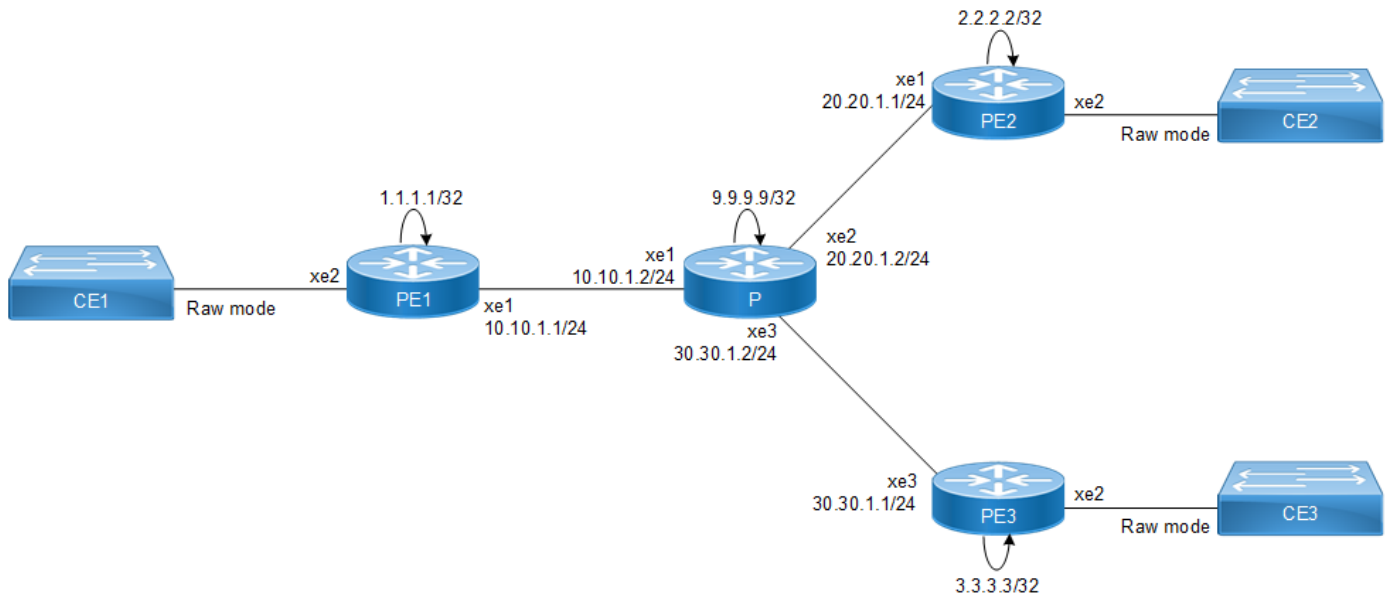 2.2.2.2/32
xe1
20.20.1.1/24
PE2
xe2
Raw mode
CE2
1.1.1.1/32
9.9.9.9/32
CE1
Raw mode
xe2
PE1
xe1
10.10.1.1/24
xe1
10.10.1.2/24
P
xe2
20.20.1.2/24
xe3
30.30.1.2/24
xe3
30.30.1.1/24
PE3
xe2
Raw mode
CE3
3.3.3.3/32